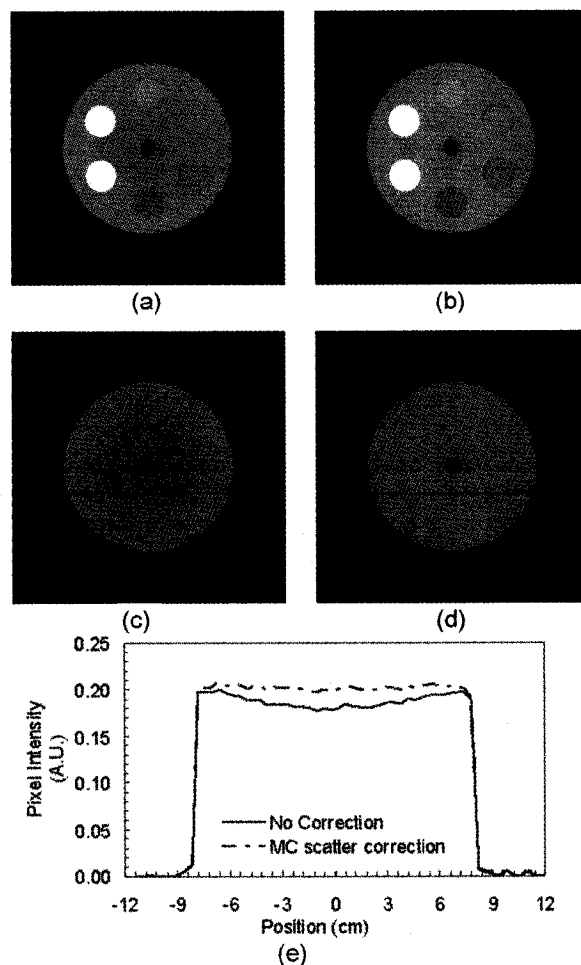 (a)
(b)
(c)
(d)
0.25
0.20
0.15
0.10
0.05
0.00
Pixel Intensity
(A.U.)
No Correction
MC scatter correction
-12 -9 -6 -3 0 3 6 9 12
Position (cm)
(e)